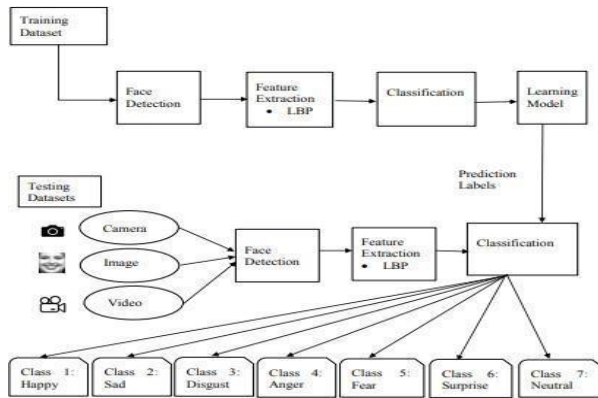 Training
Dataset
Face
Detection
Feature
Extraction
• LBP
Classification
Learning
Model
Prediction
Labels
Testing
Datasets
Camera
Image
Video
Face
Detection
Feature
Extraction
• LBP
Classification
Class 1:
Happy
Class 2:
Sad
Class 3:
Disgust
Class 4:
Anger
Class 5:
Fear
Class 6:
Surprise
Class 7:
Neutral